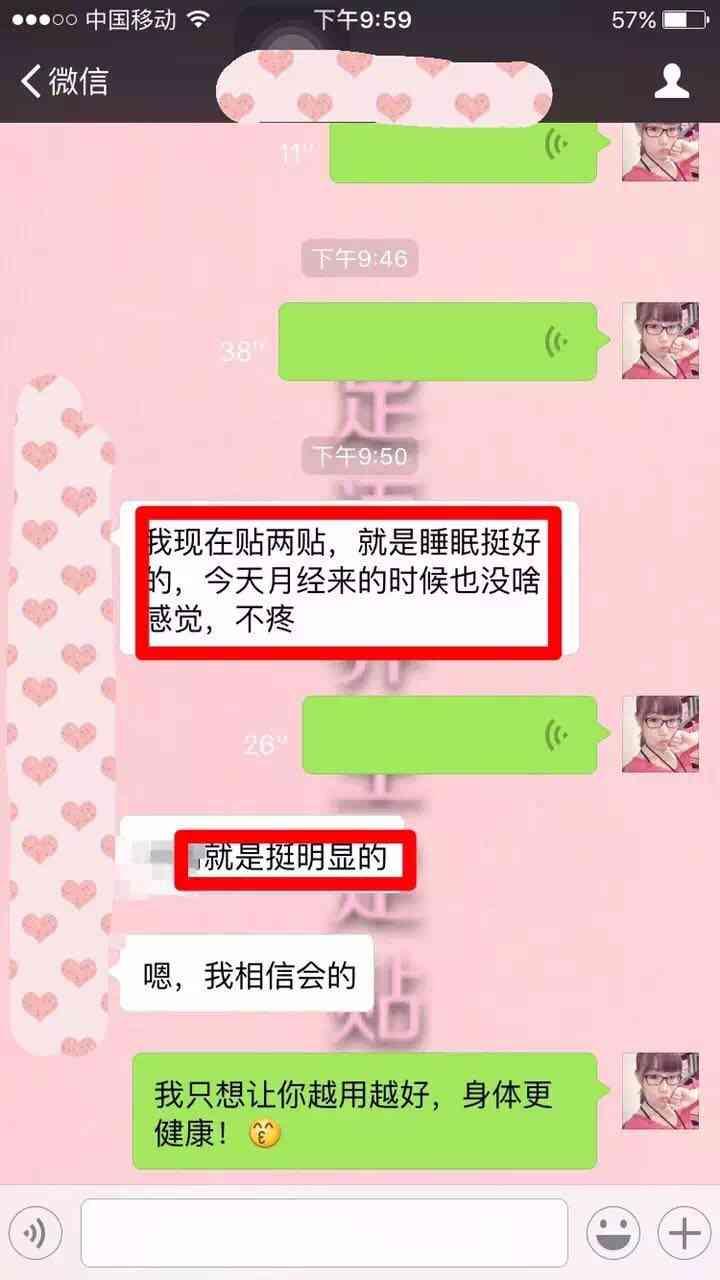 中国移动 下午9:59 57%
微信
11"
下午9:46
38"
下午9:50
我现在贴两贴，就是睡眠挺好
的，今天月经来的时候也没啥
感觉，不疼
26"
就是挺明显的
嗯，我相信会的
我只想让你越用越好，身体更
健康！
足
贴